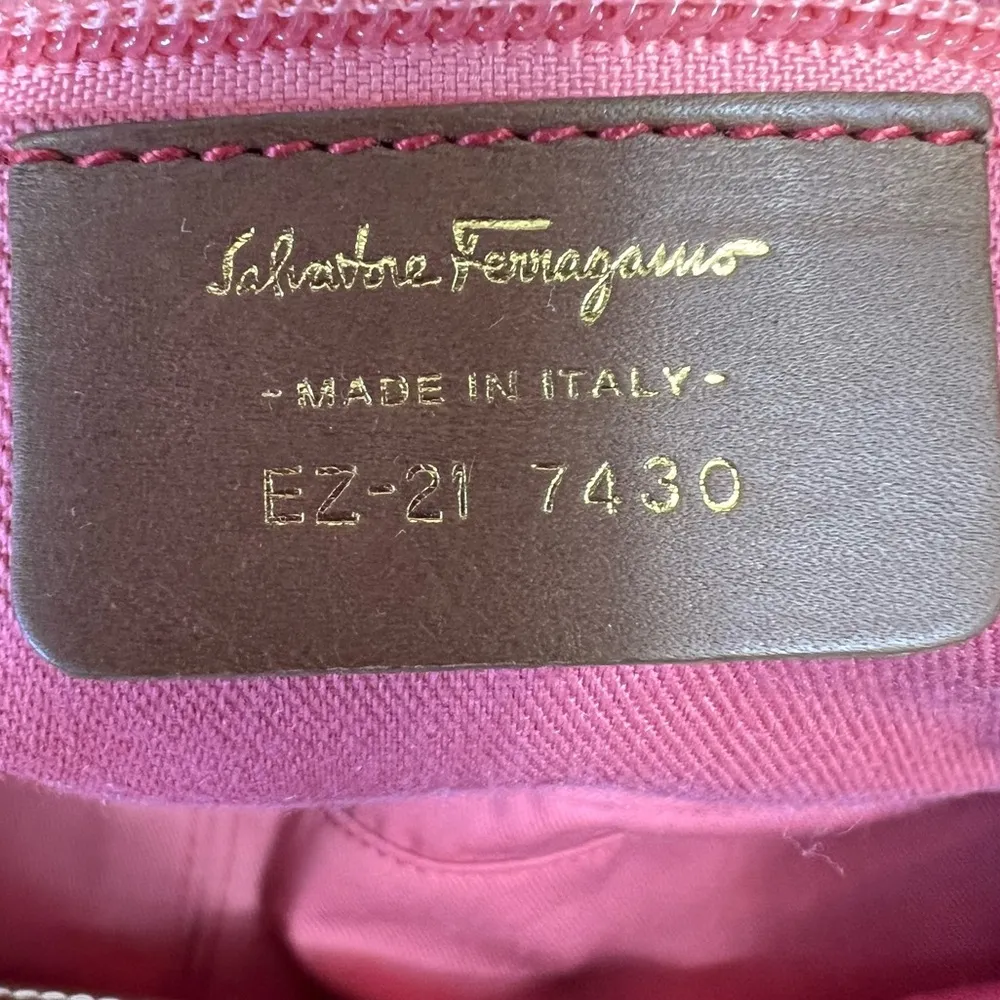 Salvatore Ferragamo
- MADE IN ITALY -
EZ-21 7430